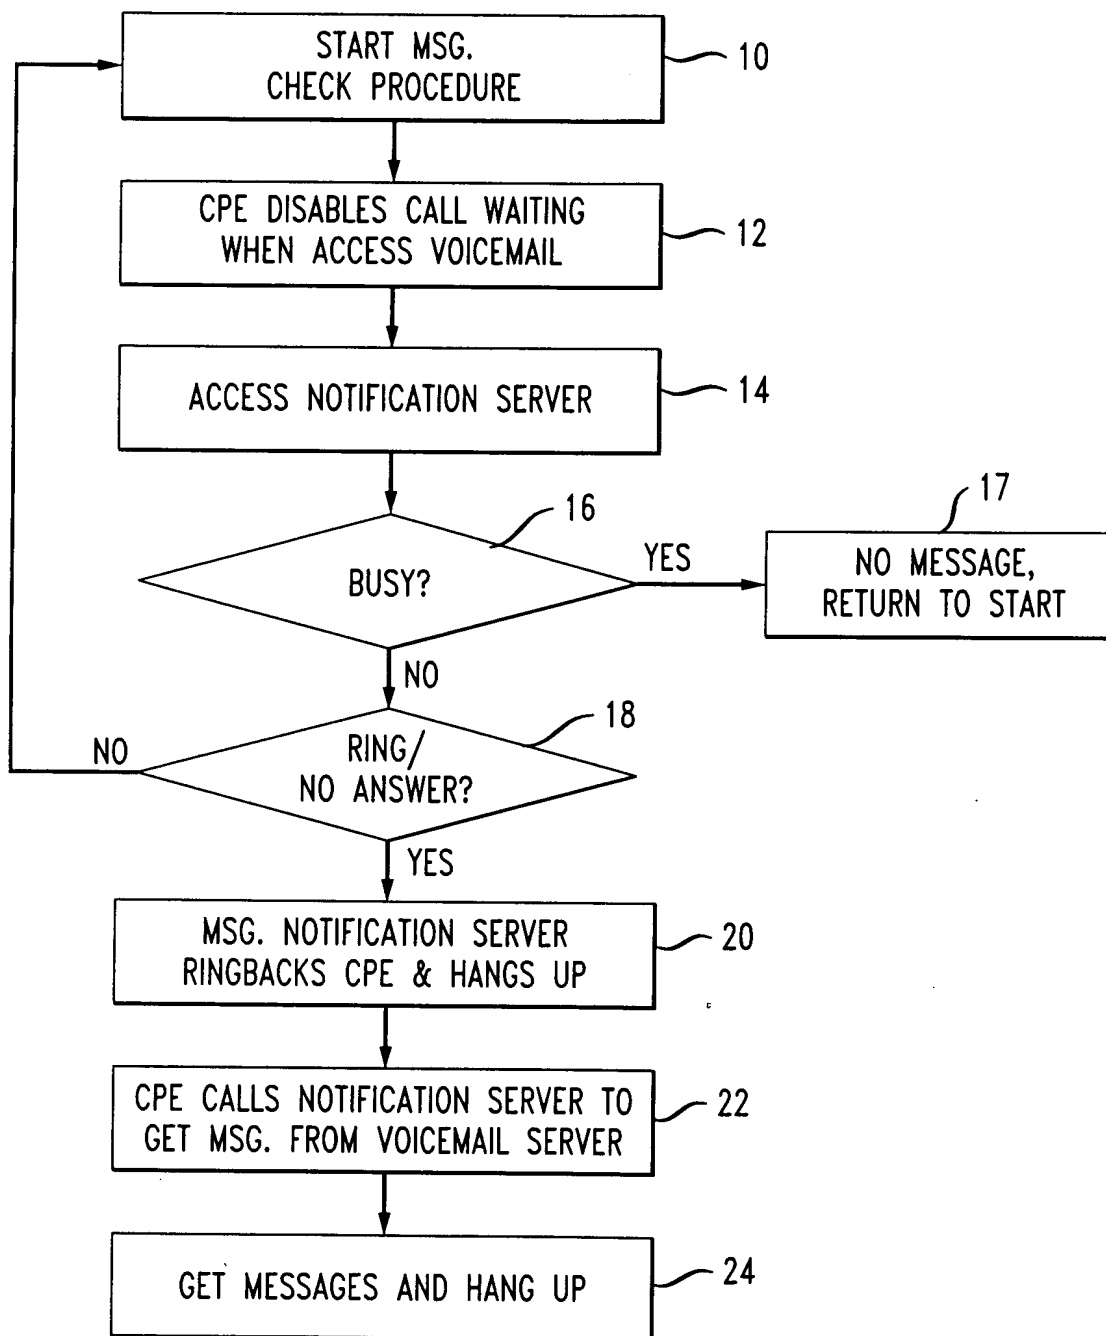 START MSG.
CHECK PROCEDURE
10
CPE DISABLES CALL WAITING
WHEN ACCESS VOICEMAIL
12
ACCESS NOTIFICATION SERVER
14
16
BUSY?
YES
17
NO MESSAGE,
RETURN TO START
NO
18
RING/
NO ANSWER?
NO
YES
MSG. NOTIFICATION SERVER
RINGBACKS CPE & HANGS UP
20
CPE CALLS NOTIFICATION SERVER TO
GET MSG. FROM VOICEMAIL SERVER
22
GET MESSAGES AND HANG UP
24